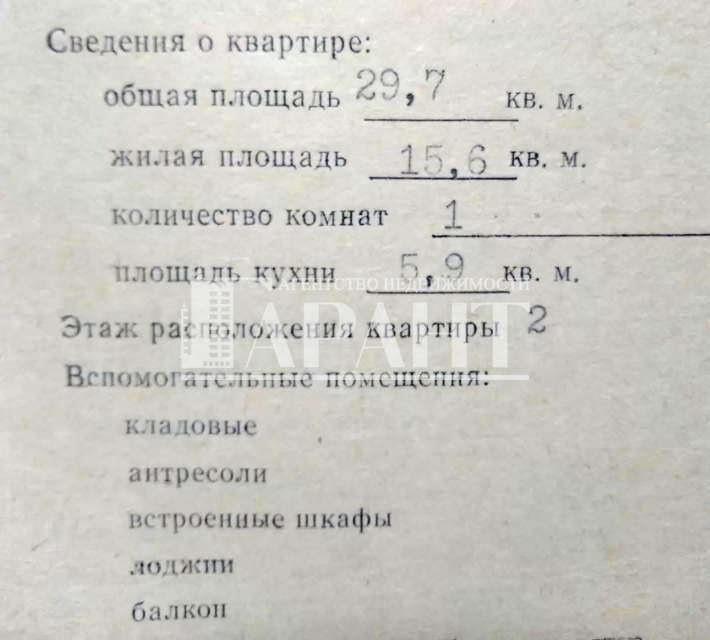 Сведения о квартире:
общая площадь 29,7 кв. м.
жилая площадь 15,6 кв. м.
количество комнат 1
площадь кухни 5,9 кв. м.
АГЕНТСТВО НЕДВИЖИМОСТИ
ГАРАНТ
Этаж расположения квартиры 2
Вспомогательные помещения:
кладовые
антресоли
встроенные шкафы
лоджии
балкон